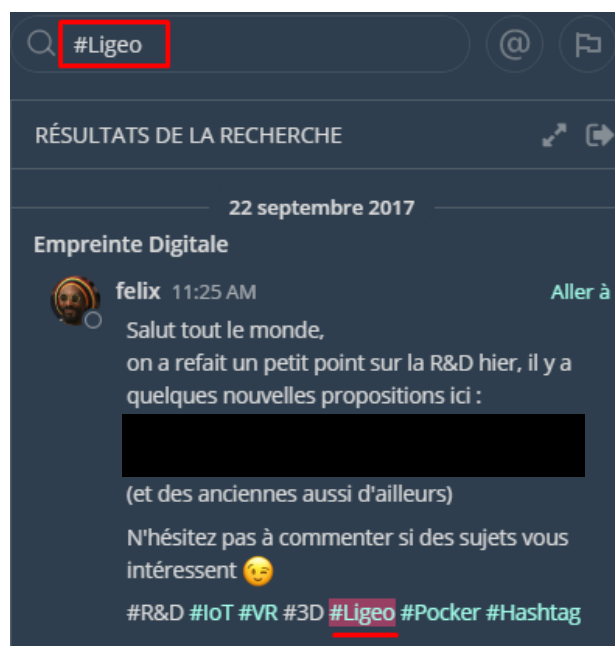 #Ligeo
@
RÉSULTATS DE LA RECHERCHE
22 septembre 2017
Empreinte Digitale
felix 11:25 AM Aller à
Salut tout le monde,
on a refait un petit point sur la R&D hier, il y a
quelques nouvelles propositions ici :
(et des anciennes aussi d'ailleurs)
N'hésitez pas à commenter si des sujets vous
intéressent 😉
#R&D #IoT #VR #3D #Ligeo #Pocker #Hashtag